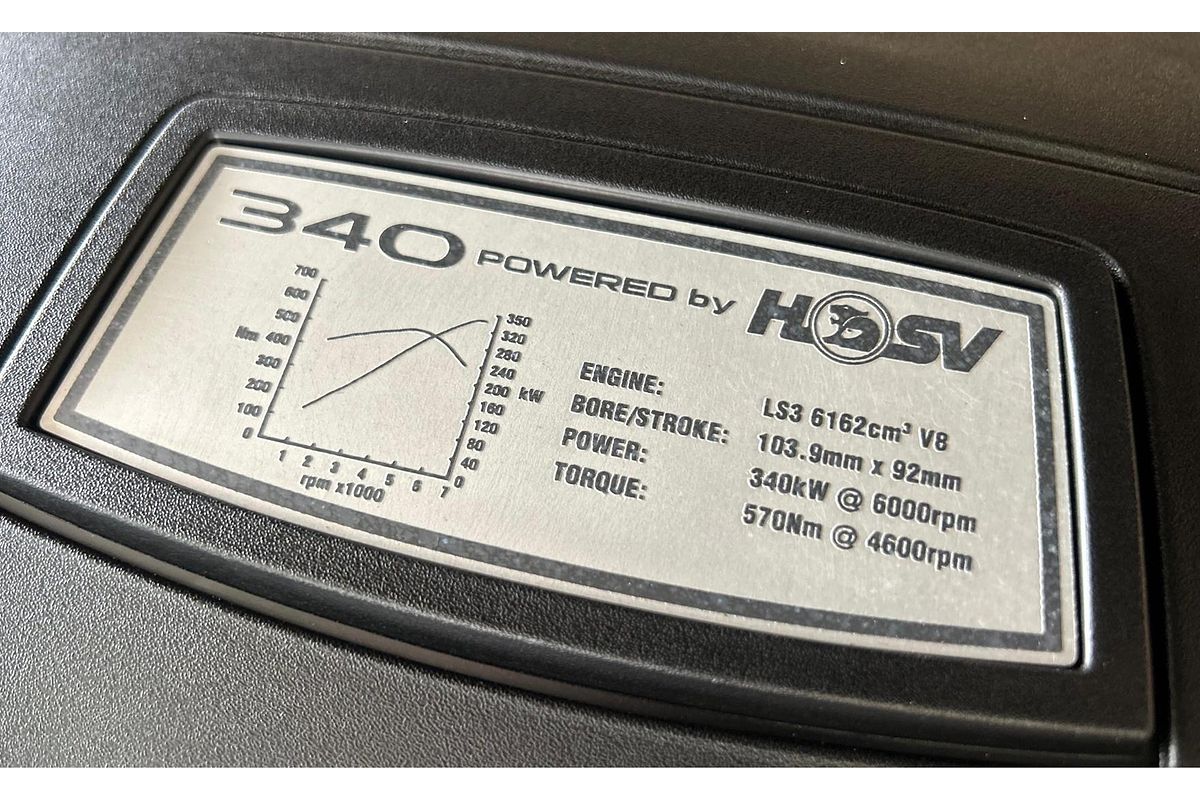 340 POWERED by HSV
700
600
500
Nm 400
300
200
100
0
350
320
280
240
200 kW
160
120
80
40
0
1 2 3 4 5 6 7
rpm x1000
ENGINE: LS3 6162cm³ V8
BORE/STROKE: 103.9mm x 92mm
POWER: 340kW @ 6000rpm
TORQUE: 570Nm @ 4600rpm